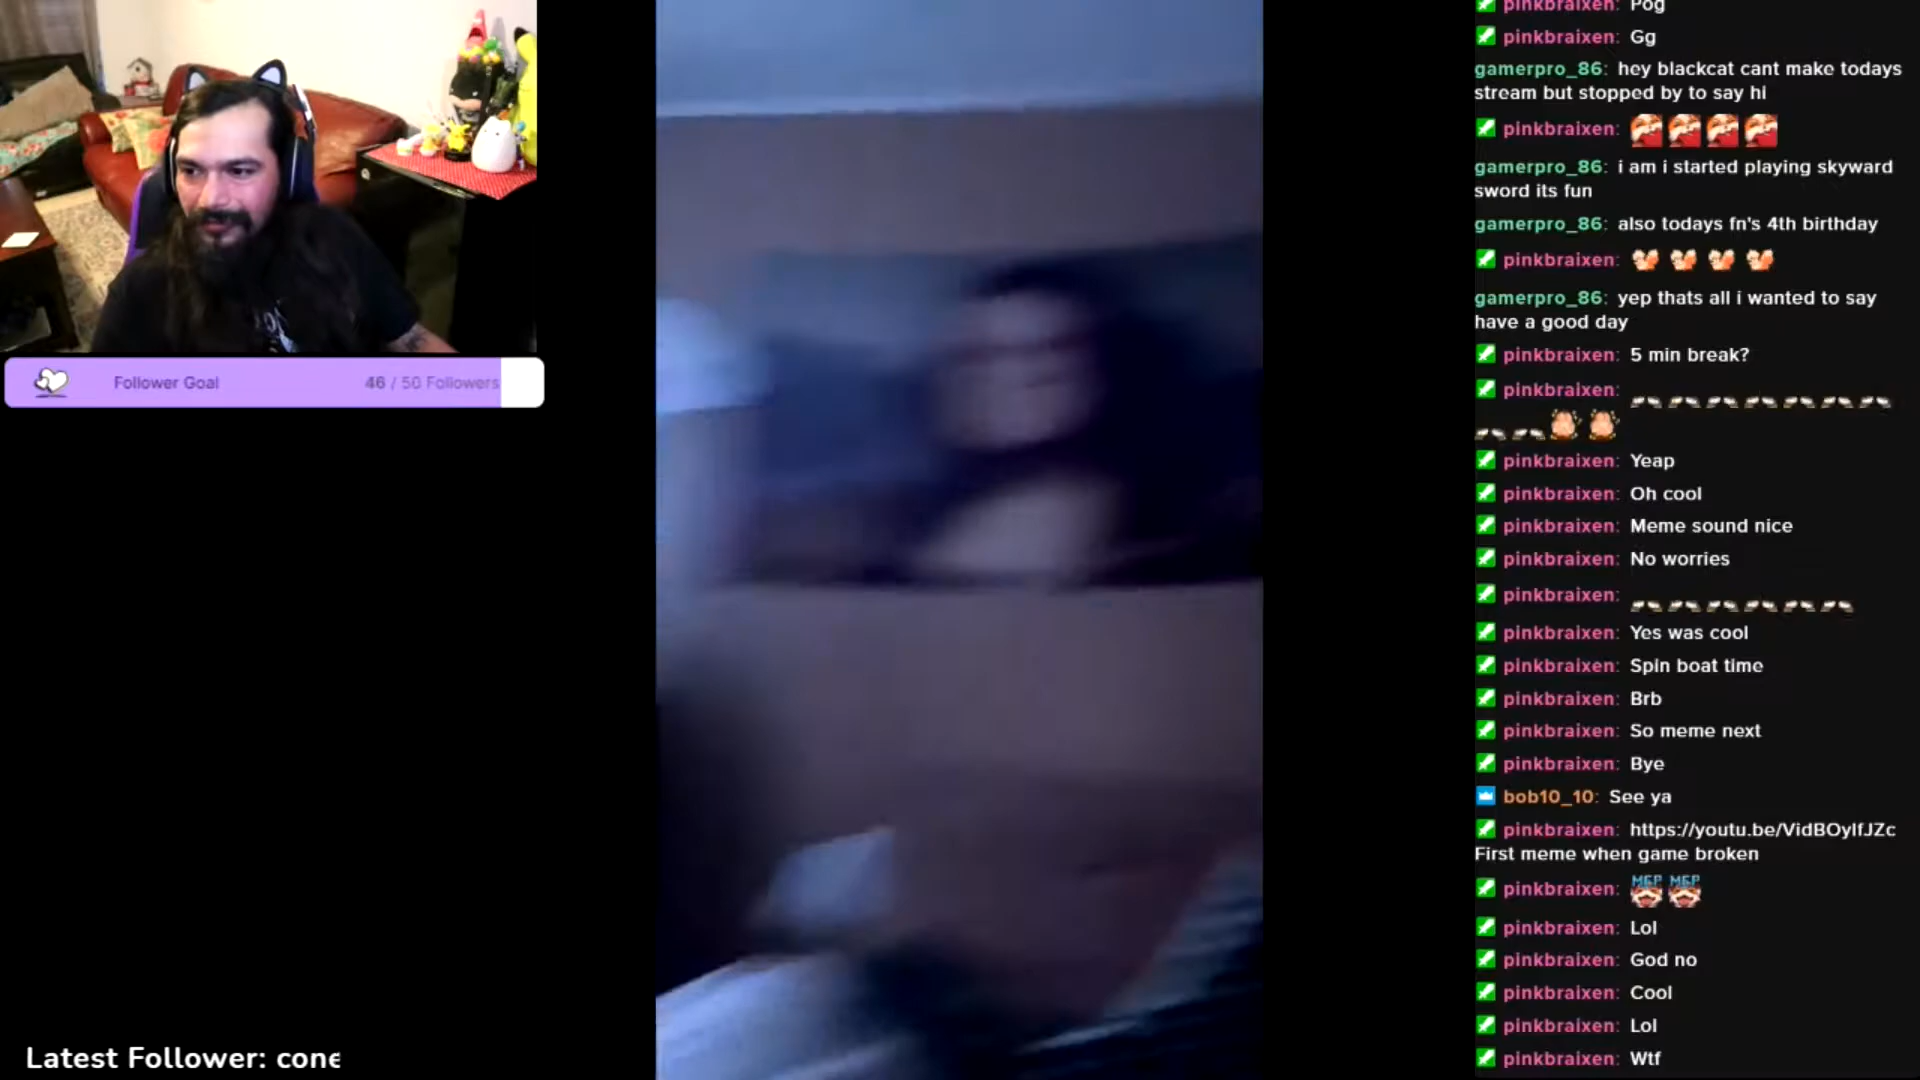 Follower Goal 46 / 50 Followers
Latest Follower: cone
pinkbraixen: Pog
pinkbraixen: Gg
gamerpro_86: hey blackcat cant make todays
stream but stopped by to say hi
pinkbraixen:
gamerpro_86: i am i started playing skyward
sword its fun
gamerpro_86: also todays fn's 4th birthday
pinkbraixen:
gamerpro_86: yep thats all i wanted to say
have a good day
pinkbraixen: 5 min break?
pinkbraixen:
pinkbraixen: Yeap
pinkbraixen: Oh cool
pinkbraixen: Meme sound nice
pinkbraixen: No worries
pinkbraixen:
pinkbraixen: Yes was cool
pinkbraixen: Spin boat time
pinkbraixen: Brb
pinkbraixen: So meme next
pinkbraixen: Bye
bob10_10: See ya
pinkbraixen: https://youtu.be/VidBOyIfJZc
First meme when game broken
pinkbraixen:
pinkbraixen: Lol
pinkbraixen: God no
pinkbraixen: Cool
pinkbraixen: Lol
pinkbraixen: Wtf